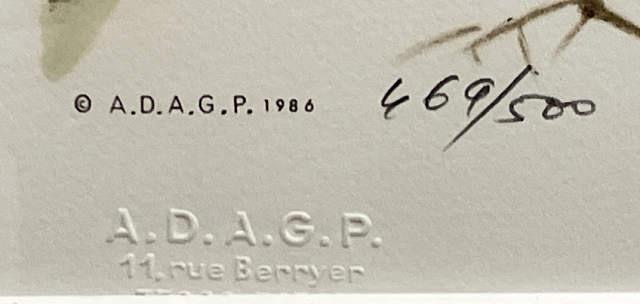 © A.D.A.G.P. 1986
469/500
A.D.A.G.P.
11, rue Berryer